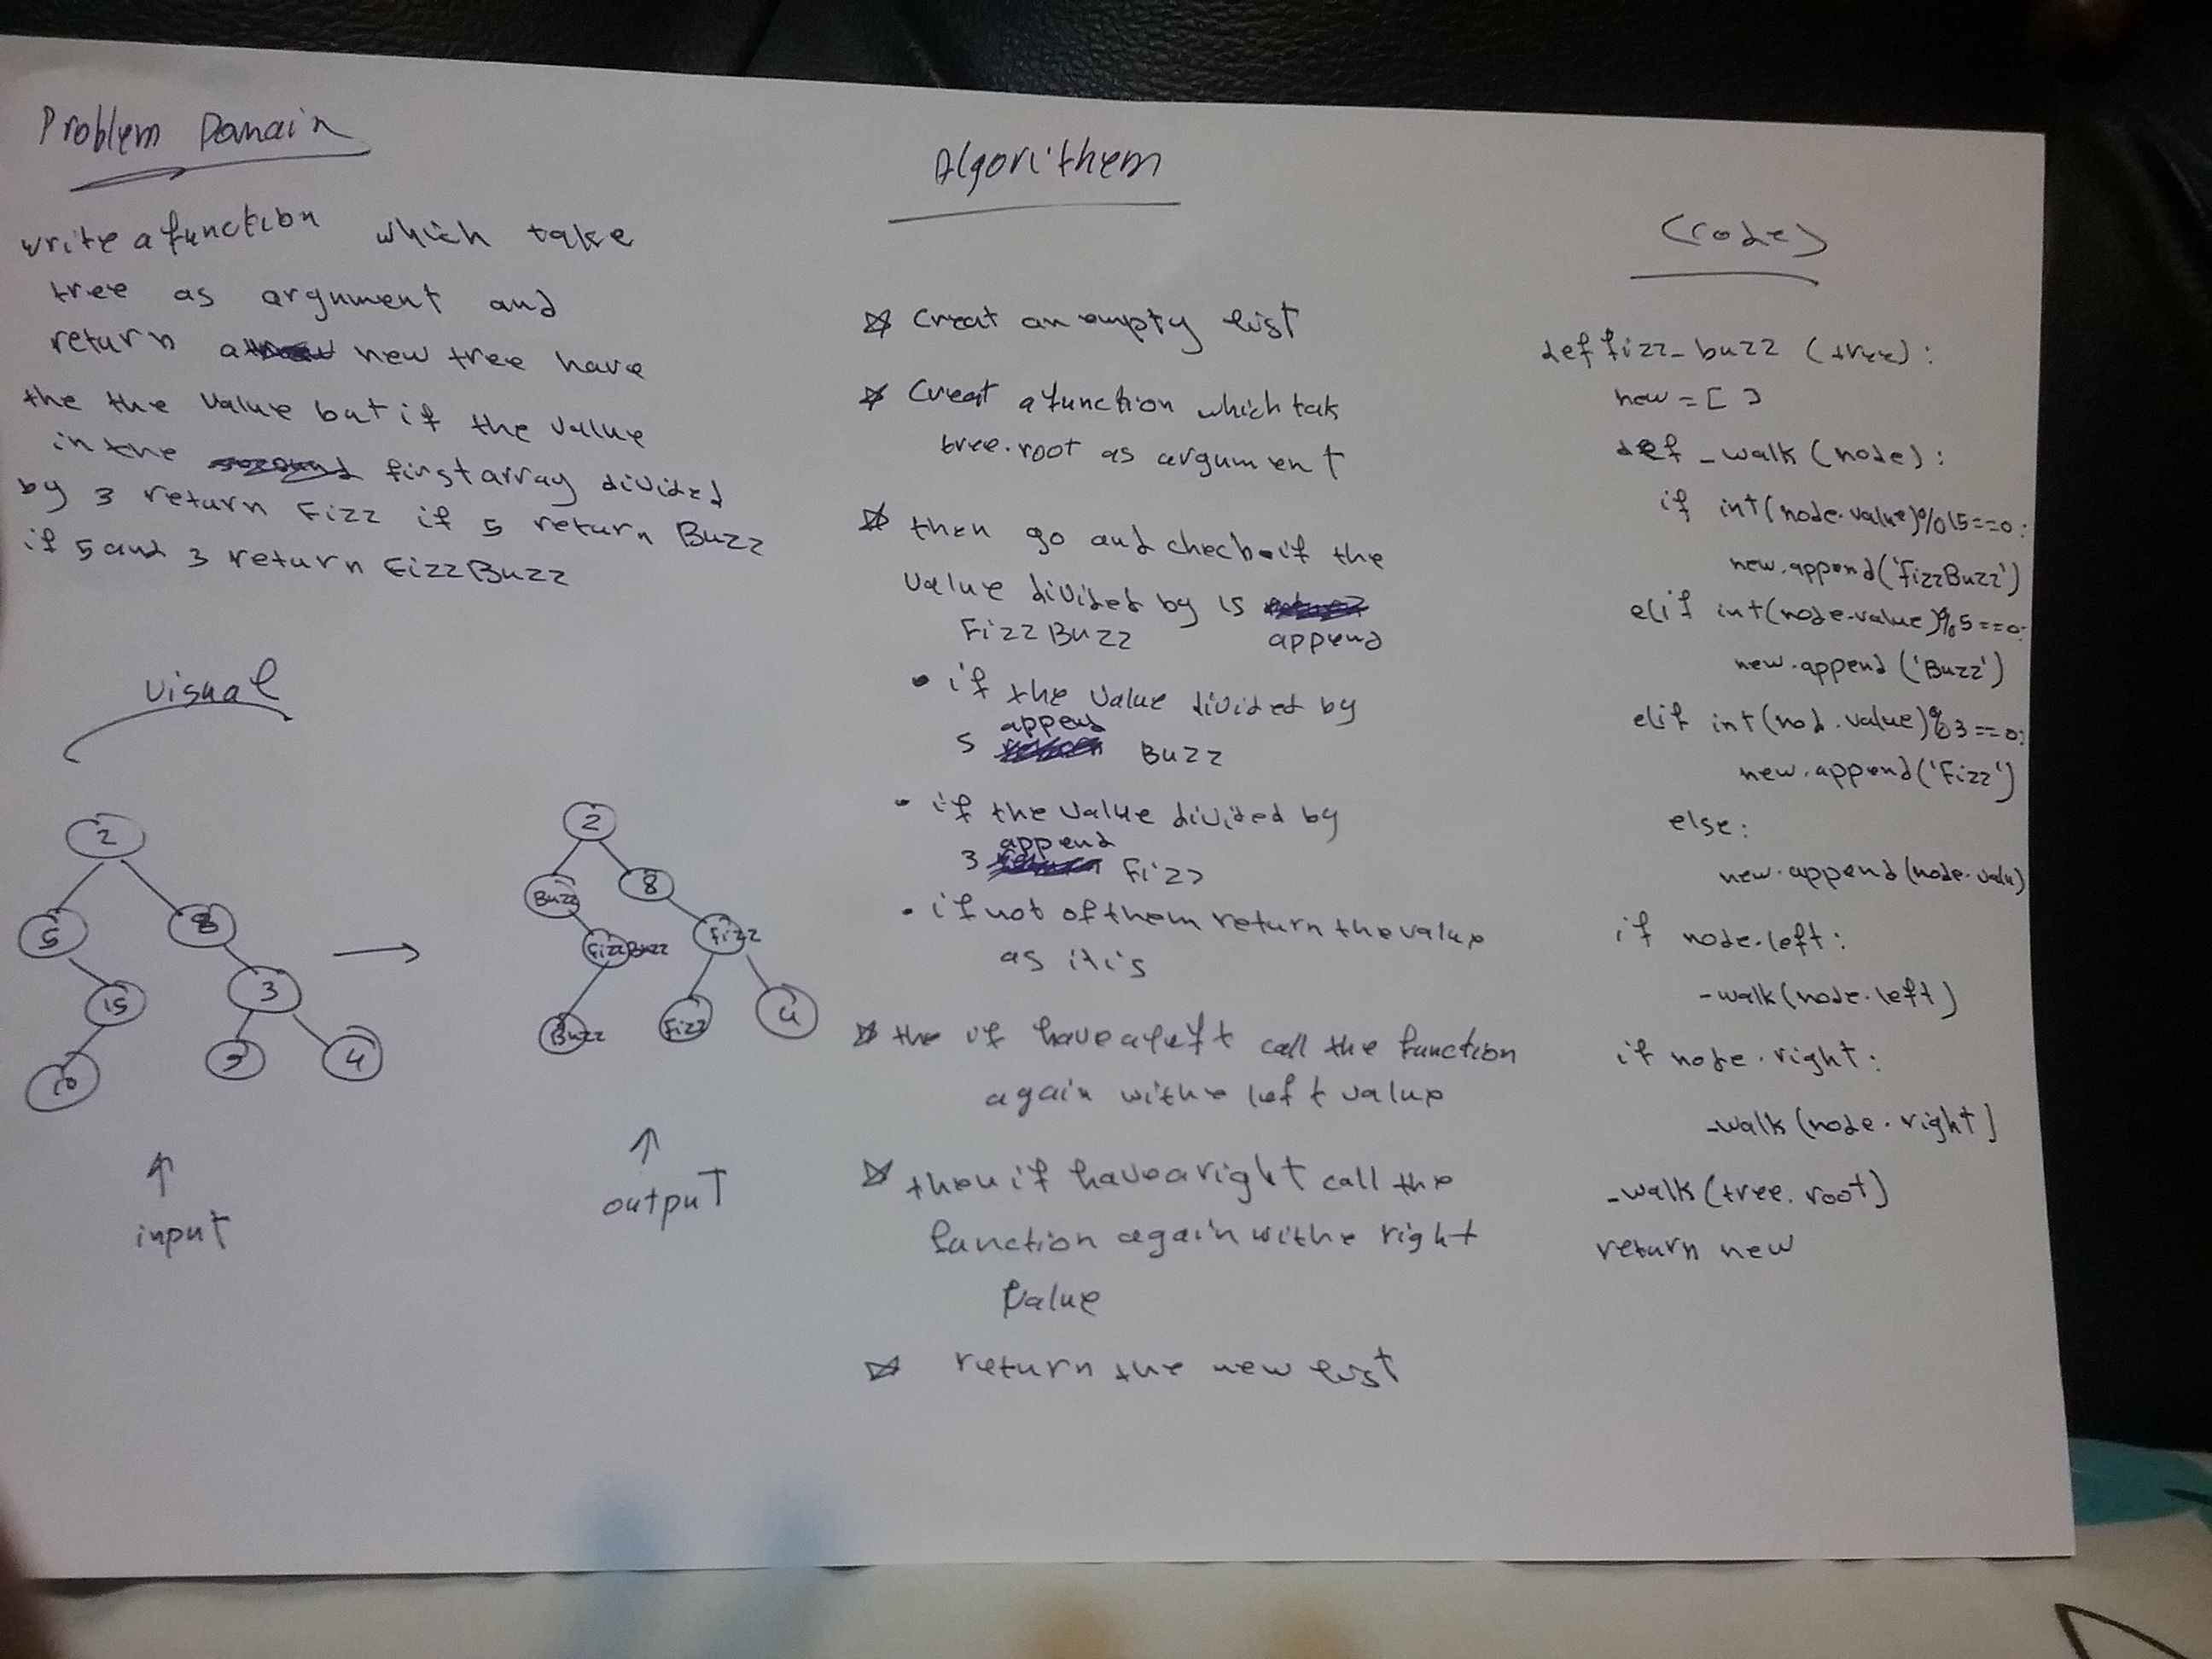 Problem Domain
write a function which take
tree as argument and
return a new tree have
the the value but if the value
in the first array divided
by 3 return Fizz if 5 return Buzz
if 5 and 3 return FizzBuzz
Visual
2
5
8
15
3
10
4
input
2
Buzz
8
FizzBuzz
Fizz
Buzz
Fizz
4
output
Algorithem
creat an empty list
Creat a function which tak
tree.root as argument
then go and check if the
value divided by 15
FizzBuzz append
• if the value divided by
append
5 Buzz
• if the value divided by
append
3 Fizz
• if not of them return the value
as it is
the if have a left call the function
again withe left value
then if have a right call the
function again withe right
Value
return the new list
(code)
def fizz_buzz (tree):
new = []
def _walk (node):
if int(node.value)%15==0:
new.append('FizzBuzz')
elif int(node.value)%5==0:
new.append ('Buzz')
elif int(nod.value)%3==0:
new.append('Fizz')
else:
new.append(node.valu)
if node.left:
_walk(node.left)
if node.right:
_walk(node.right)
_walk(tree.root)
return new